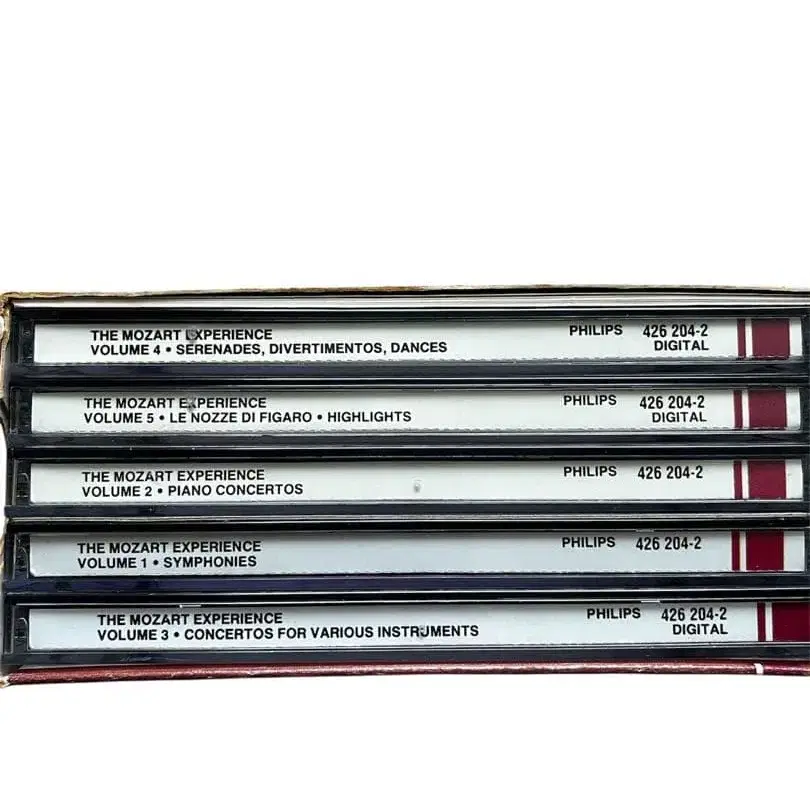 THE MOZART EXPERIENCE PHILIPS 426 204-2
VOLUME 4 • SERENADES, DIVERTIMENTOS, DANCES DIGITAL
THE MOZART EXPERIENCE PHILIPS 426 204-2
VOLUME 5 • LE NOZZE DI FIGARO • HIGHLIGHTS DIGITAL
THE MOZART EXPERIENCE PHILIPS 426 204-2
VOLUME 2 • PIANO CONCERTOS
THE MOZART EXPERIENCE PHILIPS 426 204-2
VOLUME 1 • SYMPHONIES
THE MOZART EXPERIENCE PHILIPS 426 204-2
VOLUME 3 • CONCERTOS FOR VARIOUS INSTRUMENTS DIGITAL